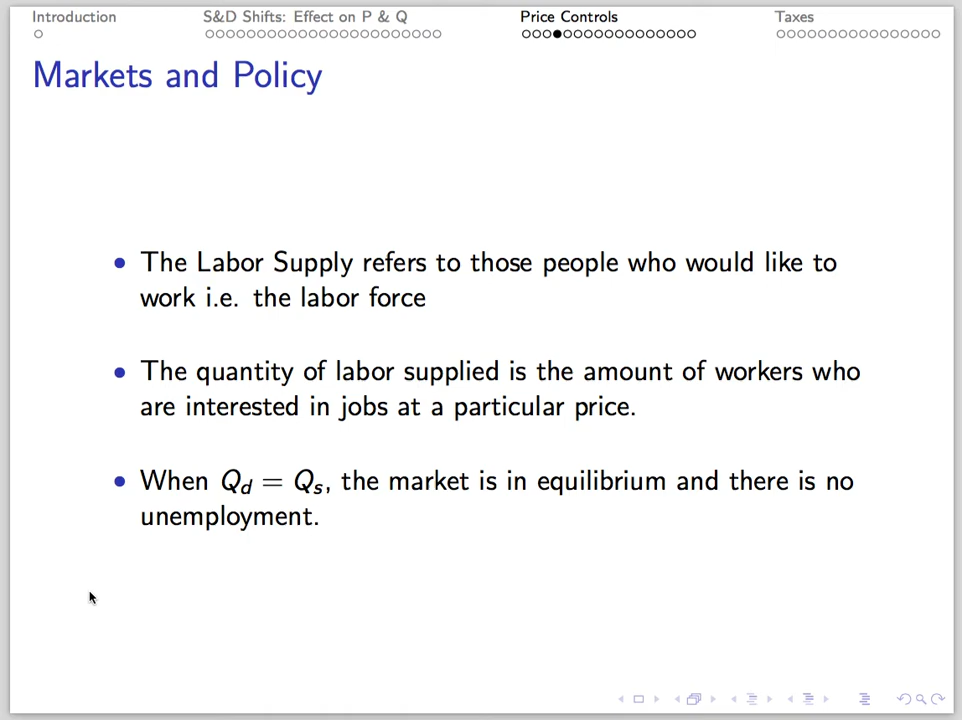 Introduction
S&D Shifts: Effect on P & Q
Price Controls
Taxes
Markets and Policy
• The Labor Supply refers to those people who would like to
work i.e. the labor force
• The quantity of labor supplied is the amount of workers who
are interested in jobs at a particular price.
• When Qd = Qs, the market is in equilibrium and there is no
unemployment.